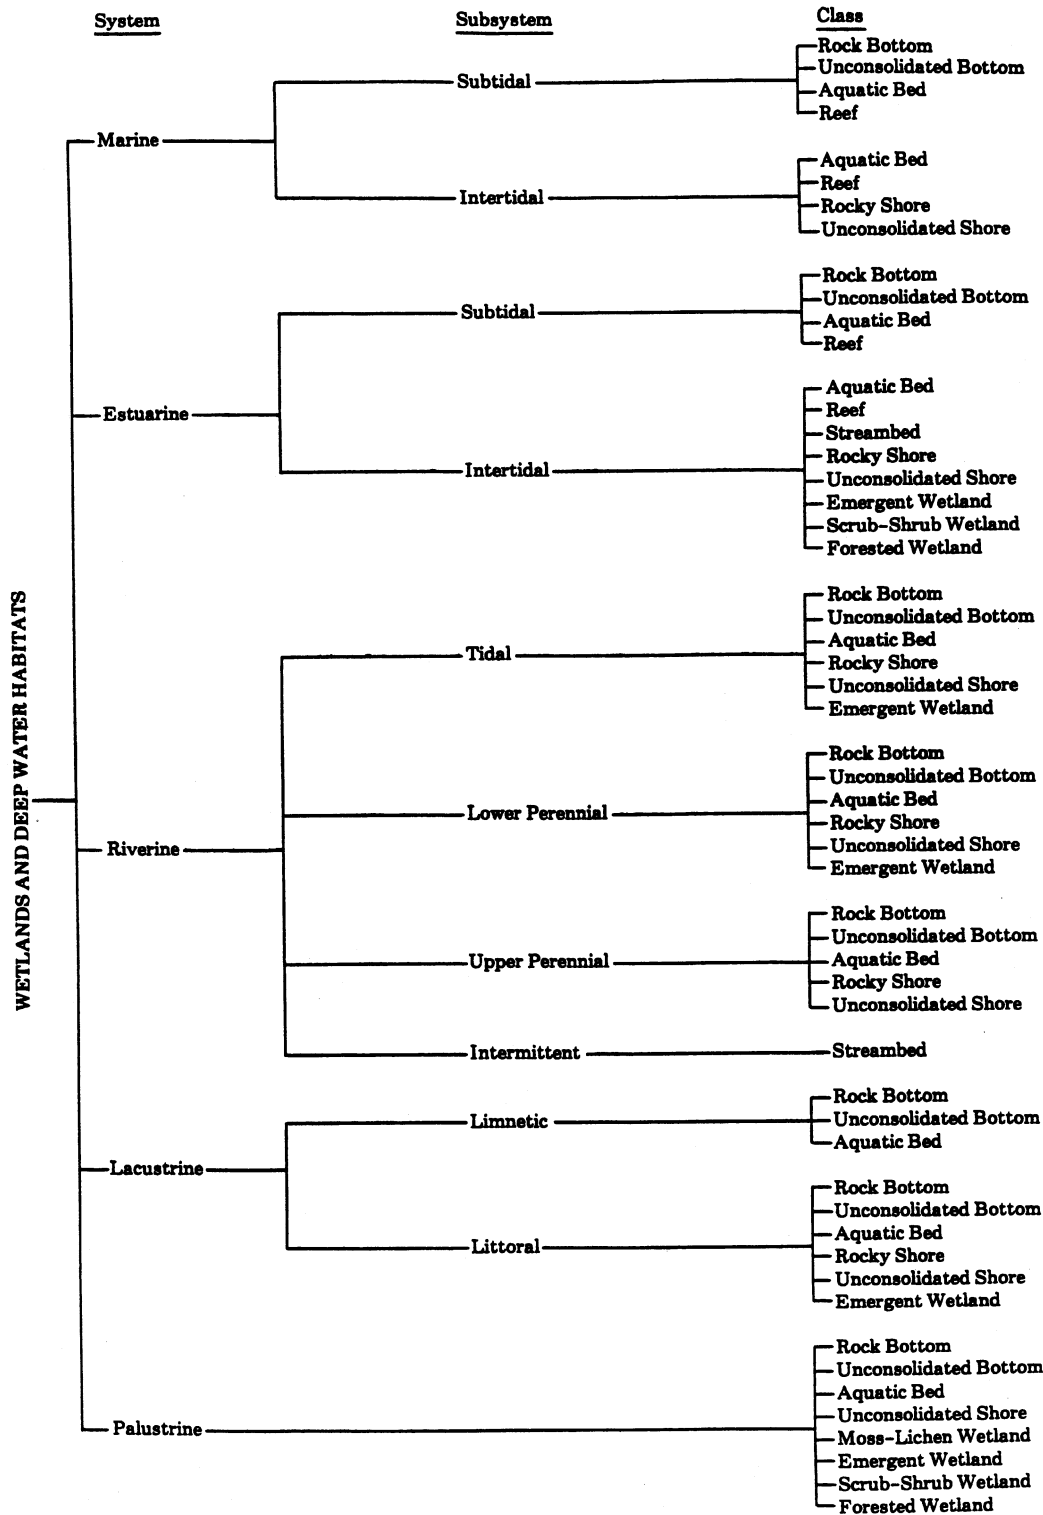 System Subsystem Class
WETLANDS AND DEEP WATER HABITATS
Marine
Subtidal
Rock Bottom
Unconsolidated Bottom
Aquatic Bed
Reef
Intertidal
Aquatic Bed
Reef
Rocky Shore
Unconsolidated Shore
Estuarine
Subtidal
Rock Bottom
Unconsolidated Bottom
Aquatic Bed
Reef
Intertidal
Aquatic Bed
Reef
Streambed
Rocky Shore
Unconsolidated Shore
Emergent Wetland
Scrub-Shrub Wetland
Forested Wetland
Riverine
Tidal
Rock Bottom
Unconsolidated Bottom
Aquatic Bed
Rocky Shore
Unconsolidated Shore
Emergent Wetland
Lower Perennial
Rock Bottom
Unconsolidated Bottom
Aquatic Bed
Rocky Shore
Unconsolidated Shore
Emergent Wetland
Upper Perennial
Rock Bottom
Unconsolidated Bottom
Aquatic Bed
Rocky Shore
Unconsolidated Shore
Intermittent
Streambed
Lacustrine
Limnetic
Rock Bottom
Unconsolidated Bottom
Aquatic Bed
Littoral
Rock Bottom
Unconsolidated Bottom
Aquatic Bed
Rocky Shore
Unconsolidated Shore
Emergent Wetland
Palustrine
Rock Bottom
Unconsolidated Bottom
Aquatic Bed
Unconsolidated Shore
Moss-Lichen Wetland
Emergent Wetland
Scrub-Shrub Wetland
Forested Wetland